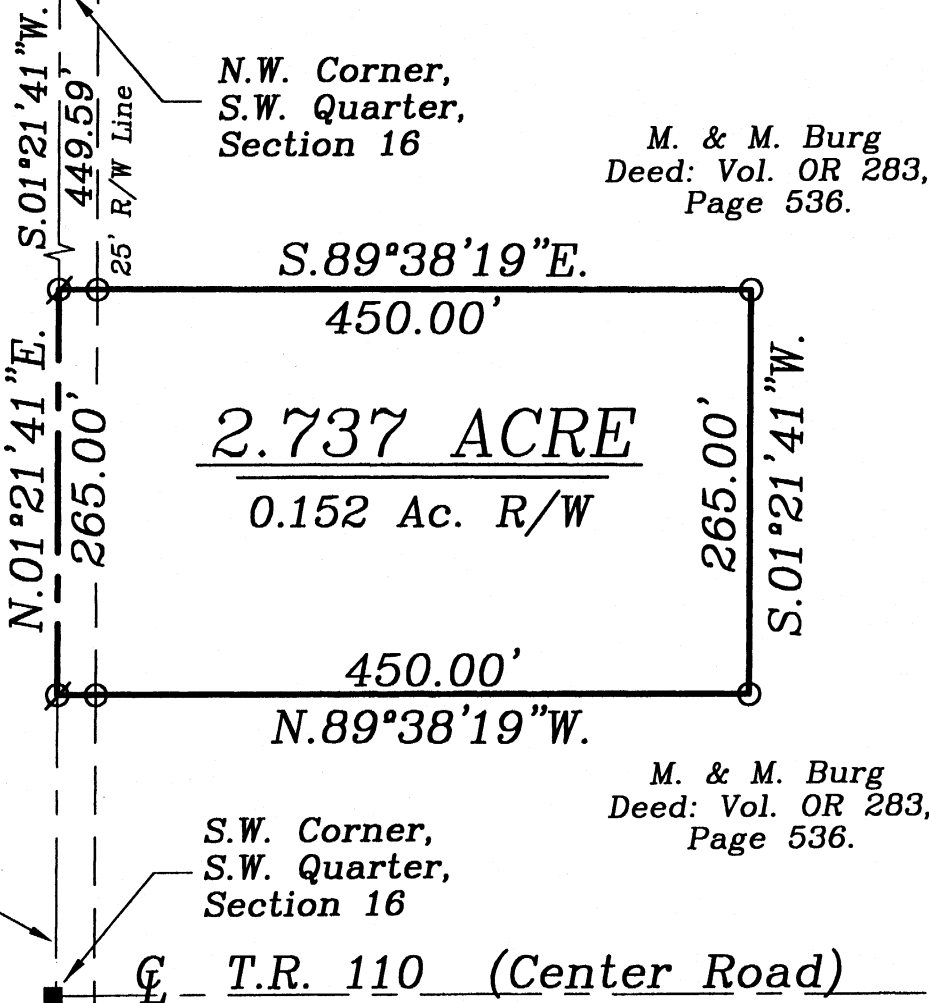 S.01°21'41"W.
449.59'
25' R/W Line
N.W. Corner,
S.W. Quarter,
Section 16
M. & M. Burg
Deed: Vol. OR 283,
Page 536.
S.89°38'19"E.
450.00'
N.01°21'41"E.
265.00'
2.737 ACRE
0.152 Ac. R/W
265.00'
S.01°21'41"W.
450.00'
N.89°38'19"W.
M. & M. Burg
Deed: Vol. OR 283,
Page 536.
S.W. Corner,
S.W. Quarter,
Section 16
℄ T.R. 110 (Center Road)